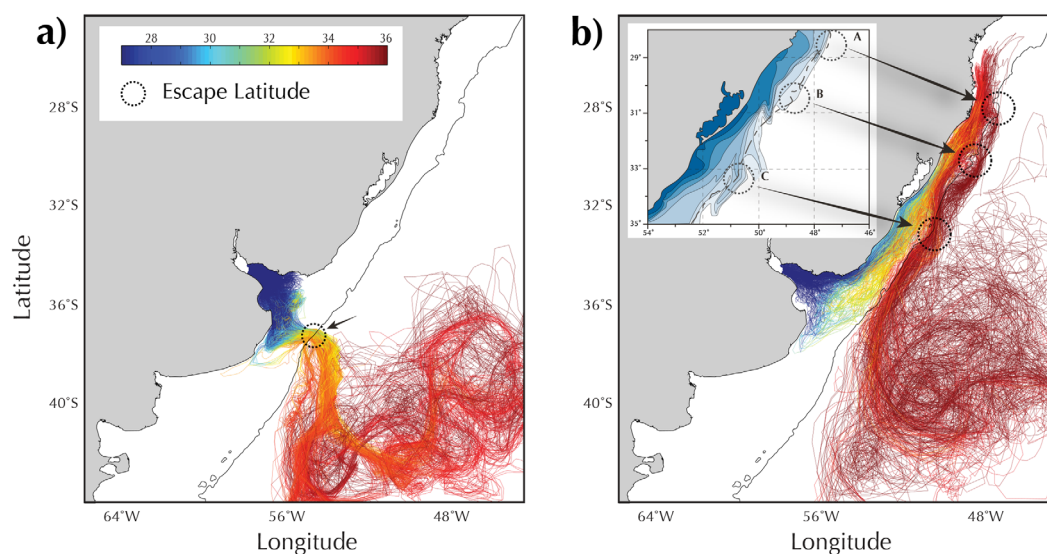 a)
28 30 32 34 36
Escape Latitude
28°S
32°S
36°S
40°S
Latitude
64°W 56°W 48°W
Longitude
b)
29°
31°
33°
35°
54° 52° 50° 48° 46°
A
B
C
28°S
32°S
36°S
40°S
64°W 56°W 48°W
Longitude